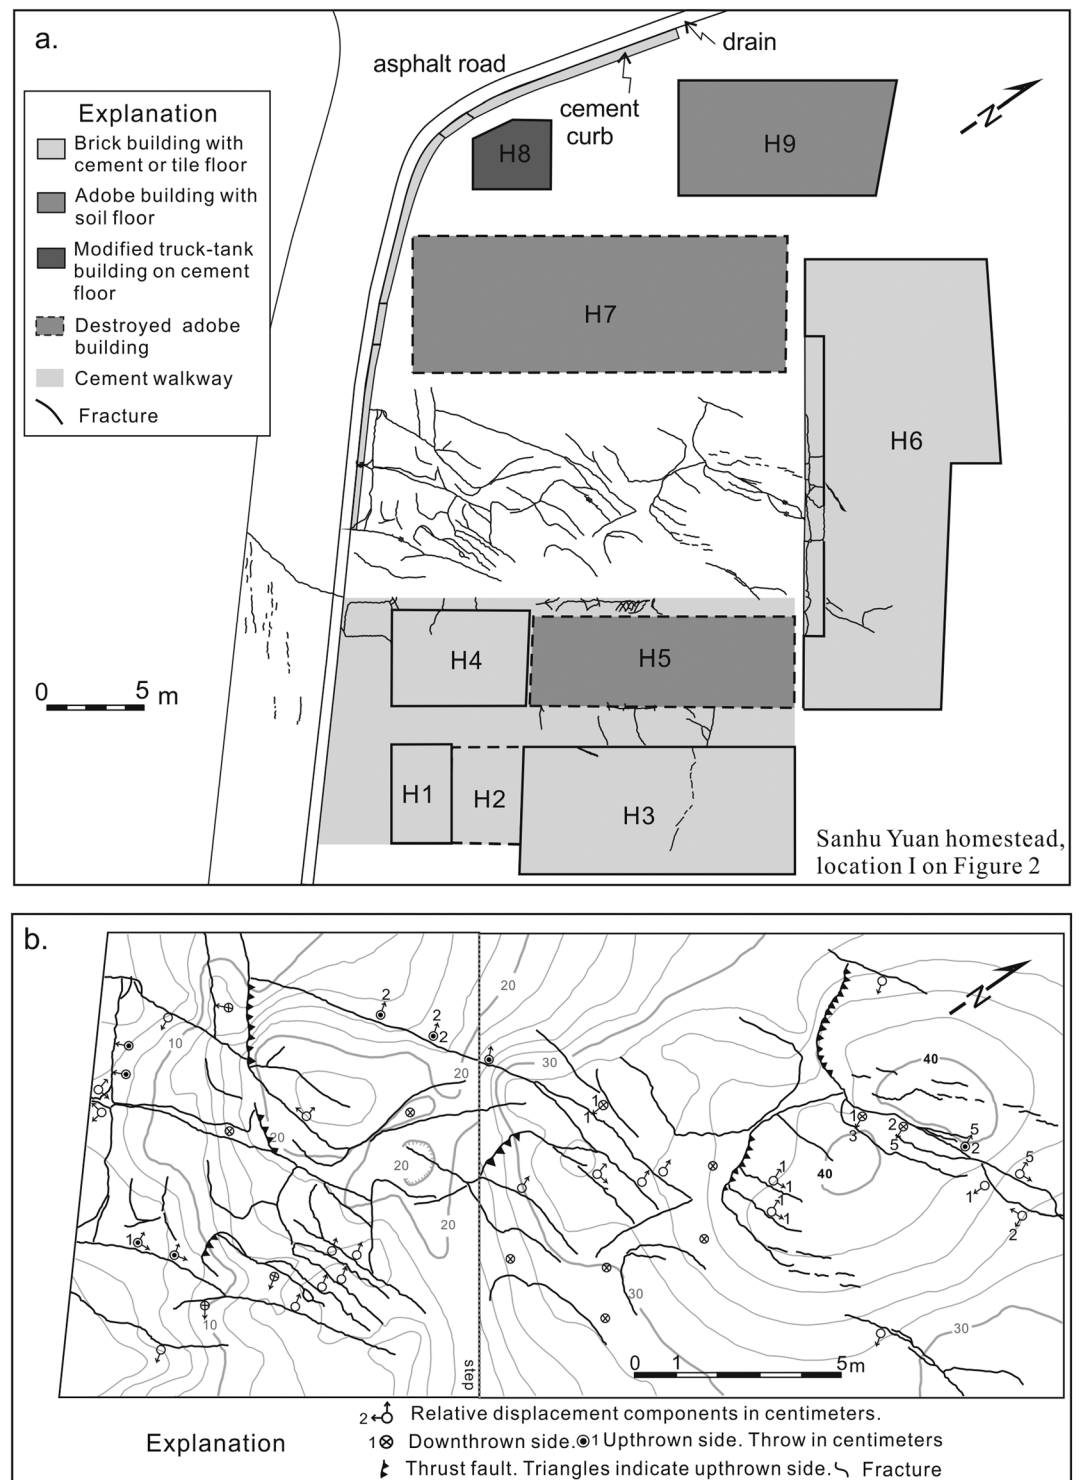 a.
asphalt road
drain
cement
curb
N
Explanation
Brick building with
cement or tile floor
Adobe building with
soil floor
Modified truck-tank
building on cement
floor
Destroyed adobe
building
Cement walkway
Fracture
H8
H9
H7
H6
H4
H5
H1
H2
H3
0 5 m
Sanhu Yuan homestead,
location I on Figure 2
b.
N
20
2
2
2
10
20
30
40
1
1
1
3
2
5
5
2
5
20
20
40
1
1
1
1
1
2
20
1
10
30
30
step
0 1 5m
Explanation
2 Relative displacement components in centimeters.
1 Downthrown side. 1 Upthrown side. Throw in centimeters
Thrust fault. Triangles indicate upthrown side. Fracture